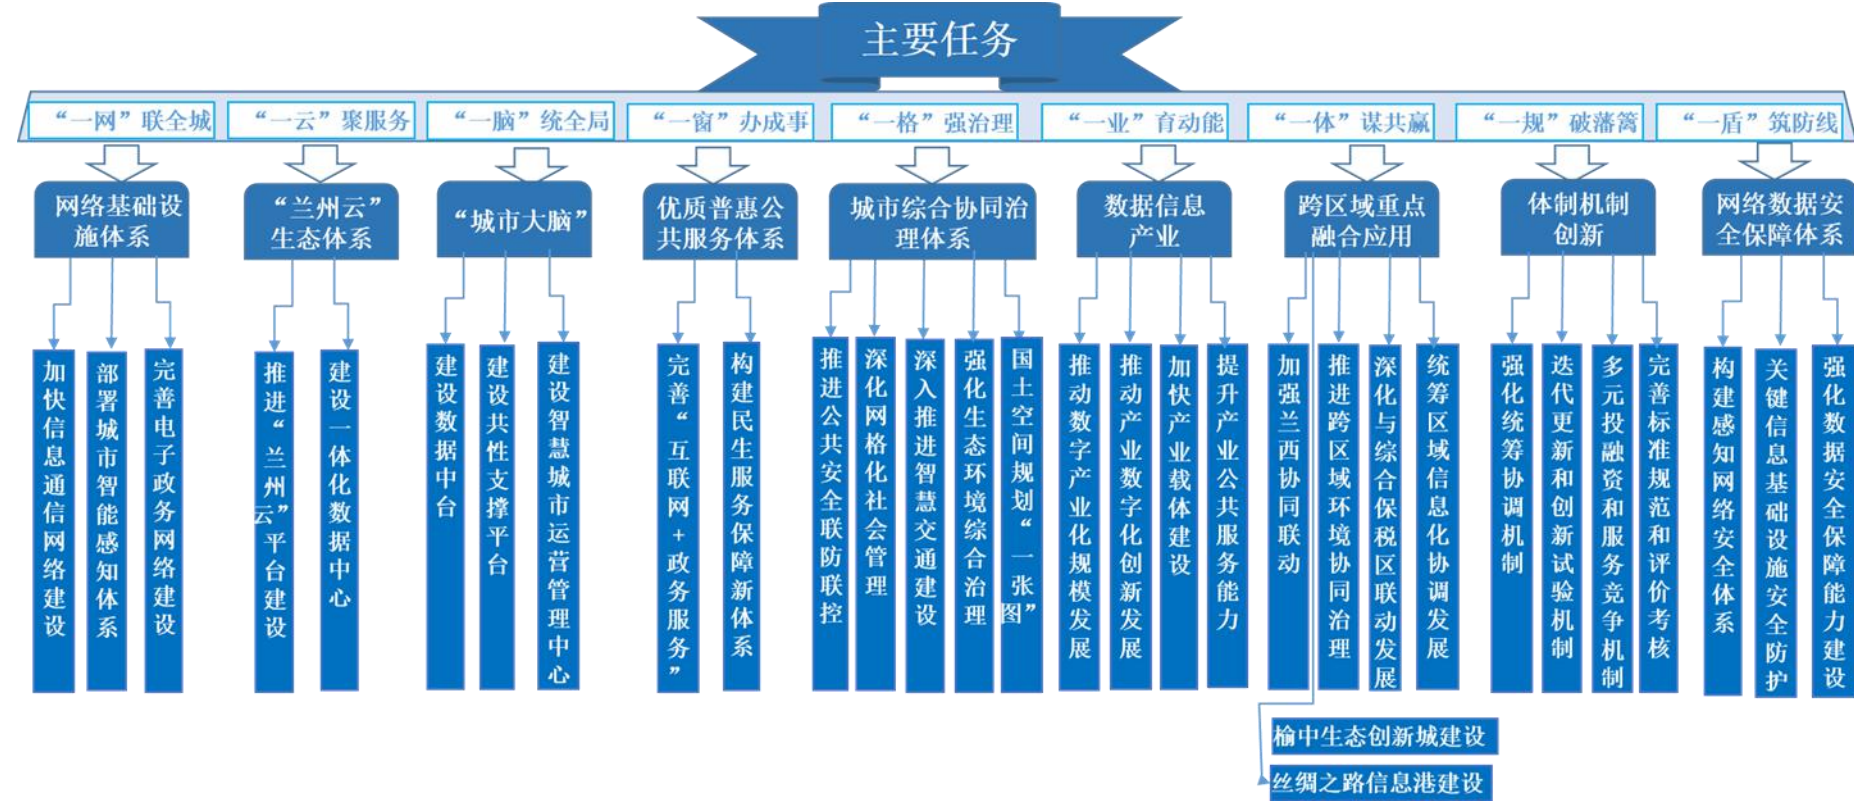 主要任务
“一网”联全城
“一云”聚服务
“一脑”统全局
“一窗”办成事
“一格”强治理
“一业”育动能
“一体”谋共赢
“一规”破藩篱
“一盾”筑防线
网络基础设
施体系
“兰州云”
生态体系
“城市大脑”
优质普惠公
共服务体系
城市综合协同治
理体系
数据信息
产业
跨区域重点
融合应用
体制机制
创新
网络数据安
全保障体系
加快信息通信网络建设
部署城市智能感知体系
完善电子政务网络建设
推进“兰州云”平台建设
建设一体化数据中心
建设数据中台
建设共性支撑平台
建设智慧城市运营管理中心
完善“互联网+政务服务”
构建民生服务保障新体系
推进公共安全联防联控
深化网格化社会管理
深入推进智慧交通建设
强化生态环境综合治理
国土空间规划“一张图”
推动数字产业化规模发展
推动产业数字化创新发展
加快产业载体建设
提升产业公共服务能力
加强兰西协同联动
推进跨区域环境协同治理
深化与综合保税区联动发展
统筹区域信息化协调发展
强化统筹协调机制
迭代更新和创新试验机制
多元投融资和服务竞争机制
完善标准规范和评价考核
构建感知网络安全体系
关键信息基础设施安全防护
强化数据安全保障能力建设
榆中生态创新城建设
丝绸之路信息港建设